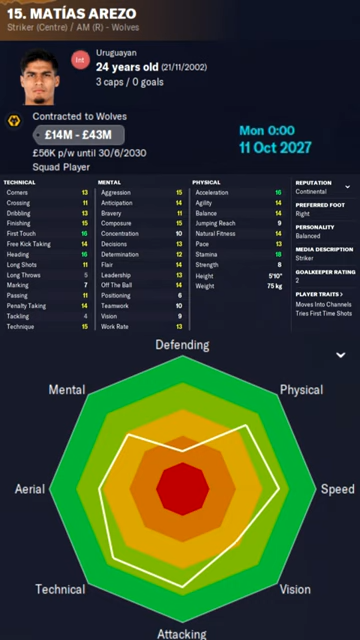 15. MATÍAS AREZO
Striker (Centre) / AM (R) - Wolves
Int
Uruguayan
24 years old (21/11/2002)
3 caps / 0 goals
Contracted to Wolves
£14M - £43M
£56K p/w until 30/6/2030
Squad Player
Mon 0:00
11 Oct 2027
TECHNICAL
Corners 13
Crossing 11
Dribbling 13
Finishing 15
First Touch 16
Free Kick Taking 14
Heading 16
Long Shots 11
Long Throws 5
Marking 7
Passing 11
Penalty Taking 14
Tackling 4
Technique 15
MENTAL
Aggression 15
Anticipation 14
Bravery 11
Composure 15
Concentration 10
Decisions 13
Determination 12
Flair 14
Leadership 13
Off The Ball 14
Positioning 6
Teamwork 10
Vision 9
Work Rate 13
PHYSICAL
Acceleration 16
Agility 14
Balance 14
Jumping Reach 9
Natural Fitness 14
Pace 13
Stamina 18
Strength 8
Height 5'10"
Weight 75 kg
REPUTATION
Continental
PREFERRED FOOT
Right
PERSONALITY
Balanced
MEDIA DESCRIPTION
Striker
GOALKEEPER RATING
2
PLAYER TRAITS >
Moves Into Channels
Tries First Time Shots
Defending
Mental
Physical
Aerial
Speed
Technical
Vision
Attacking